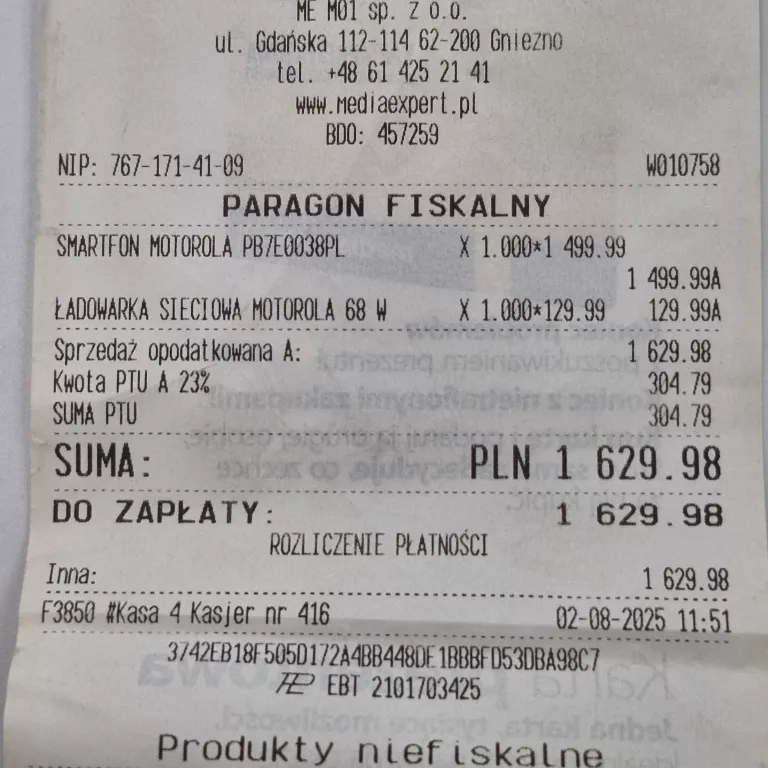 ME M01 sp. z o.o.
ul. Gdańska 112-114 62-200 Gniezno
tel. +48 61 425 21 41
www.mediaexpert.pl
BDO: 457259
NIP: 767-171-41-09 W010758
PARAGON FISKALNY
SMARTFON MOTOROLA PB7E0038PL X 1.000*1 499.99
1 499.99A
ŁADOWARKA SIECIOWA MOTOROLA 68 W X 1.000*129.99 129.99A
Sprzedaż opodatkowana A: 1 629.98
Kwota PTU A 23% 304.79
SUMA PTU 304.79
SUMA: PLN 1 629.98
DO ZAPŁATY: 1 629.98
ROZLICZENIE PŁATNOŚCI
Inna: 1 629.98
F3850 #Kasa 4 Kasjer nr 416 02-08-2025 11:51
3742EB18F505D172A4BB448DE1BBBFD53DBA98C7
EBT 2101703425
Produkty niefiskalne